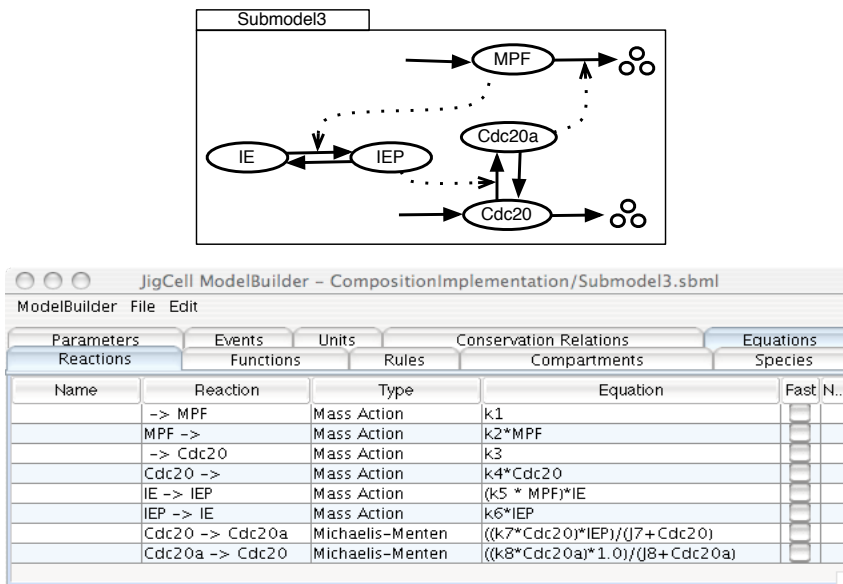 Submodel3
MPF
Cdc20a
IE
IEP
Cdc20
JigCell ModelBuilder – CompositionImplementation/Submodel3.sbml
ModelBuilder File Edit
Parameters Events Units Conservation Relations Equations
Reactions Functions Rules Compartments Species
Name Reaction Type Equation Fast N...
-> MPF Mass Action k1
MPF -> Mass Action k2*MPF
-> Cdc20 Mass Action k3
Cdc20 -> Mass Action k4*Cdc20
IE -> IEP Mass Action (k5 * MPF)*IE
IEP -> IE Mass Action k6*IEP
Cdc20 -> Cdc20a Michaelis-Menten ((k7*Cdc20)*IEP)/(J7+Cdc20)
Cdc20a -> Cdc20 Michaelis-Menten ((k8*Cdc20a)*1.0)/(J8+Cdc20a)